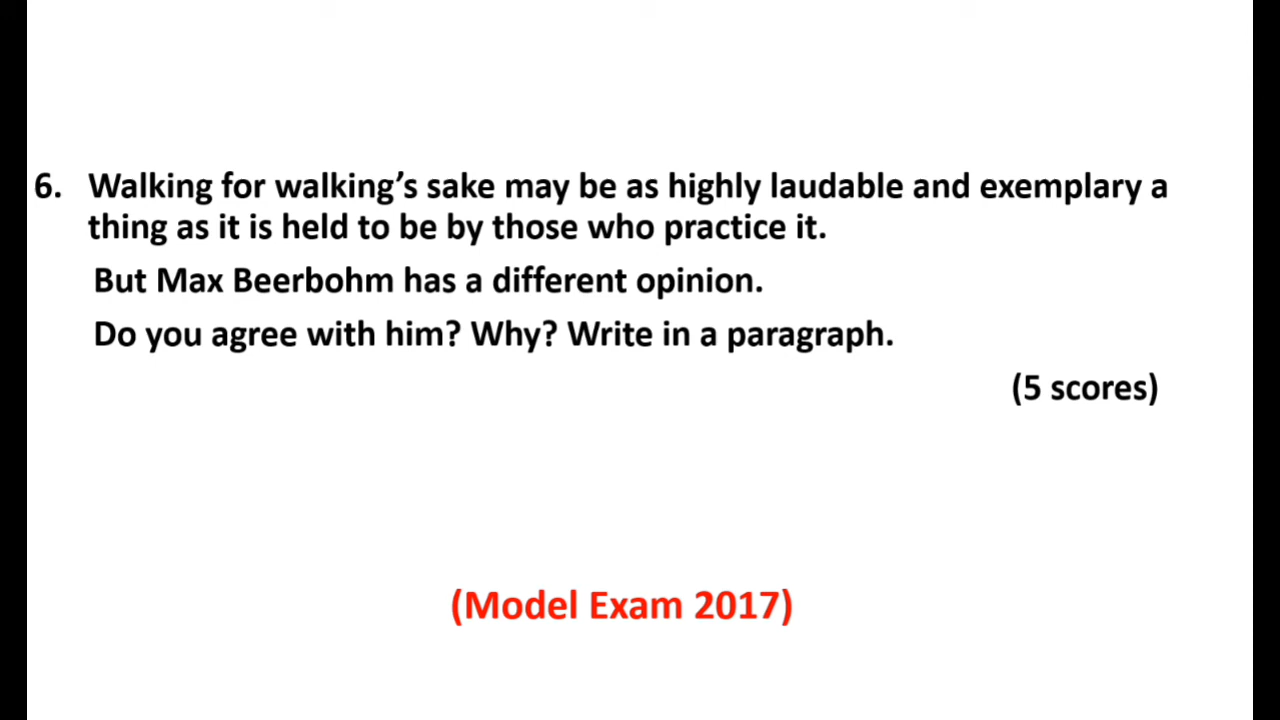 6. Walking for walking’s sake may be as highly laudable and exemplary a
thing as it is held to be by those who practice it.
But Max Beerbohm has a different opinion.
Do you agree with him? Why? Write in a paragraph.
(5 scores)
(Model Exam 2017)